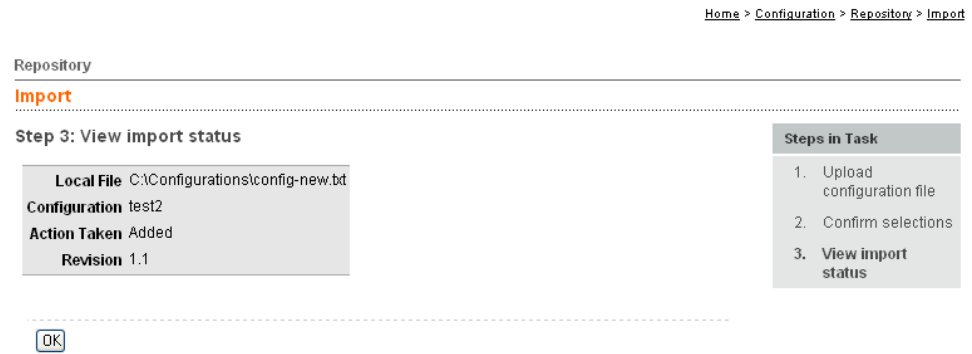 Home > Configuration > Repository > Import
Repository
Import
Step 3: View import status
Local File C:\Configurations\config-new.txt
Configuration test2
Action Taken Added
Revision 1.1
Steps in Task
1. Upload
configuration file
2. Confirm selections
3. View import
status
OK